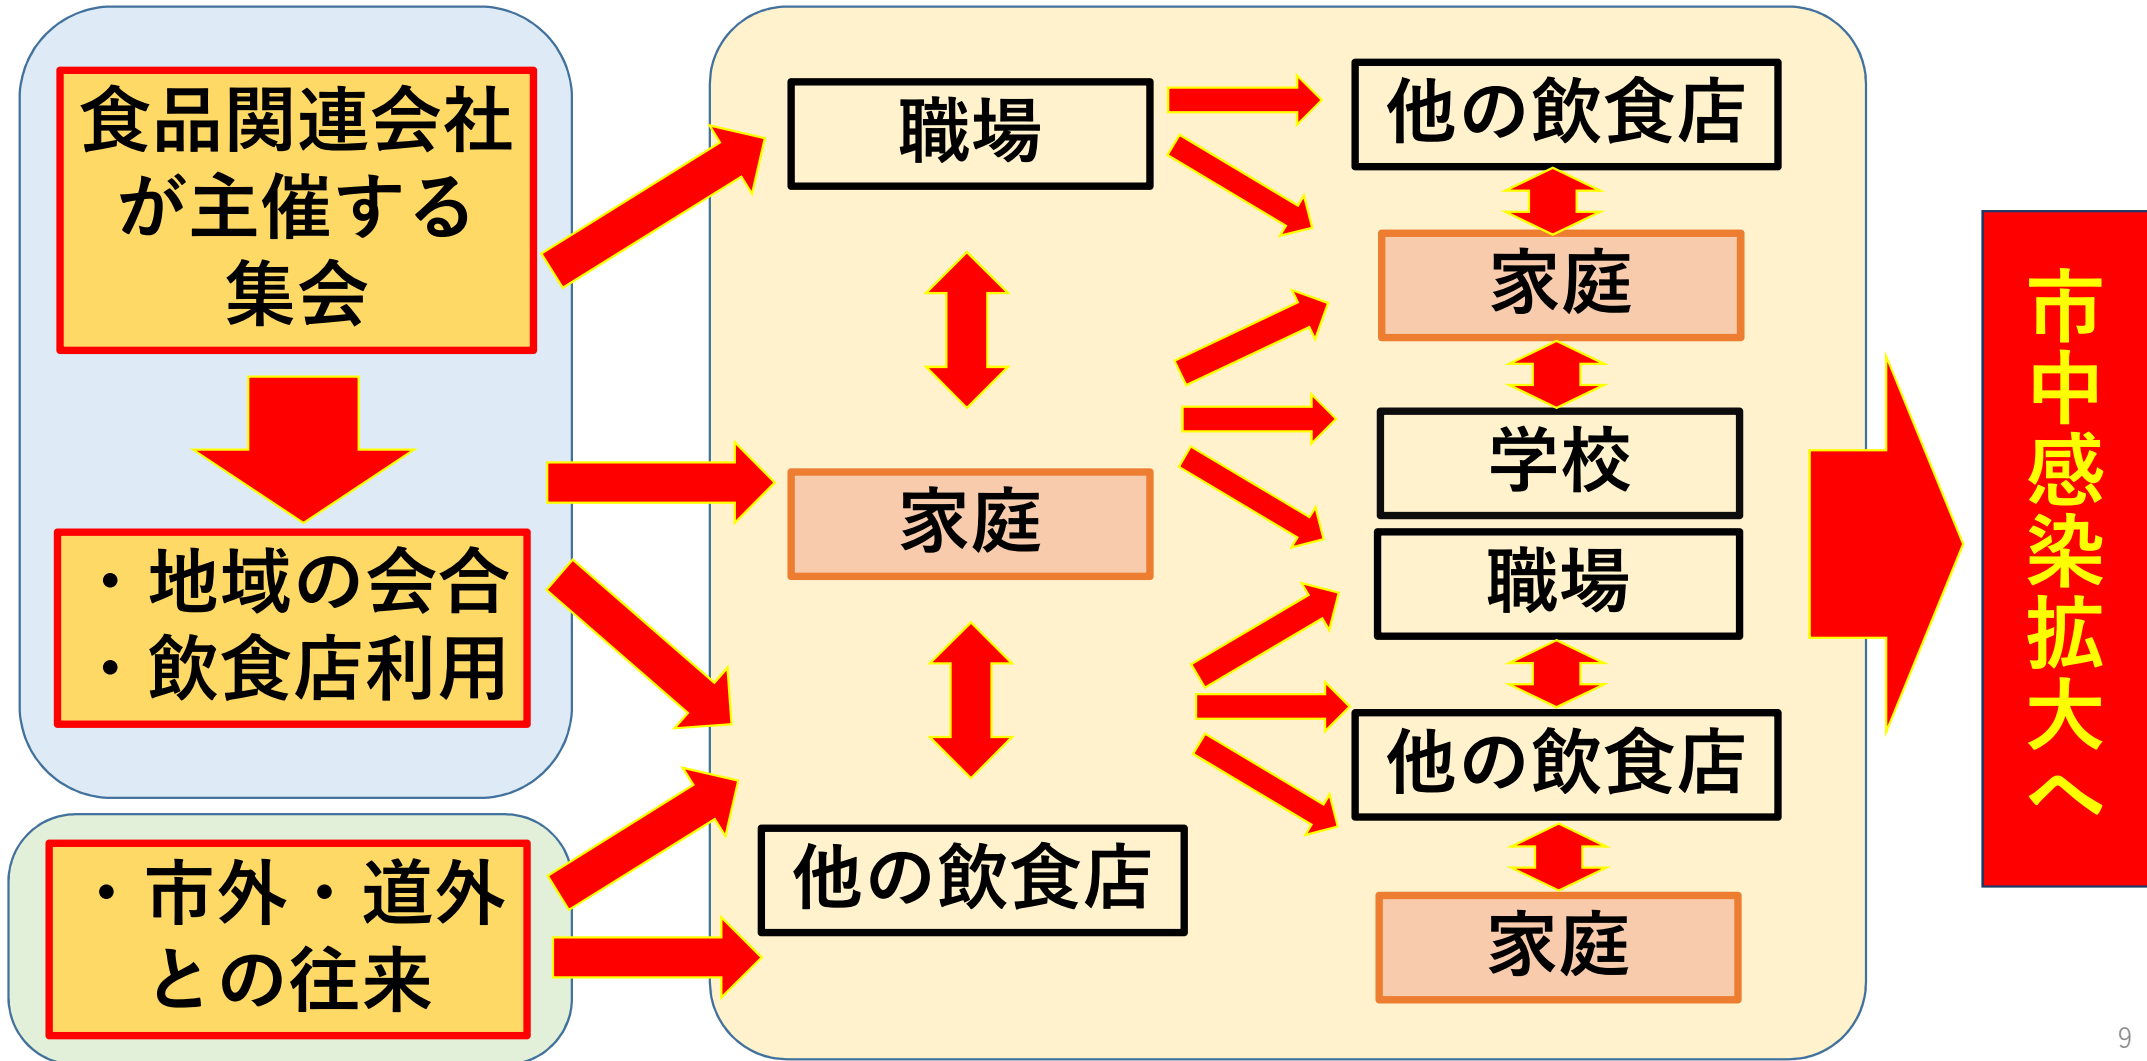 食品関連会社
が主催する
集会
・地域の会合
・飲食店利用
・市外・道外
との往来
職場
家庭
他の飲食店
他の飲食店
家庭
学校
職場
他の飲食店
家庭
市中感染拡大へ
9